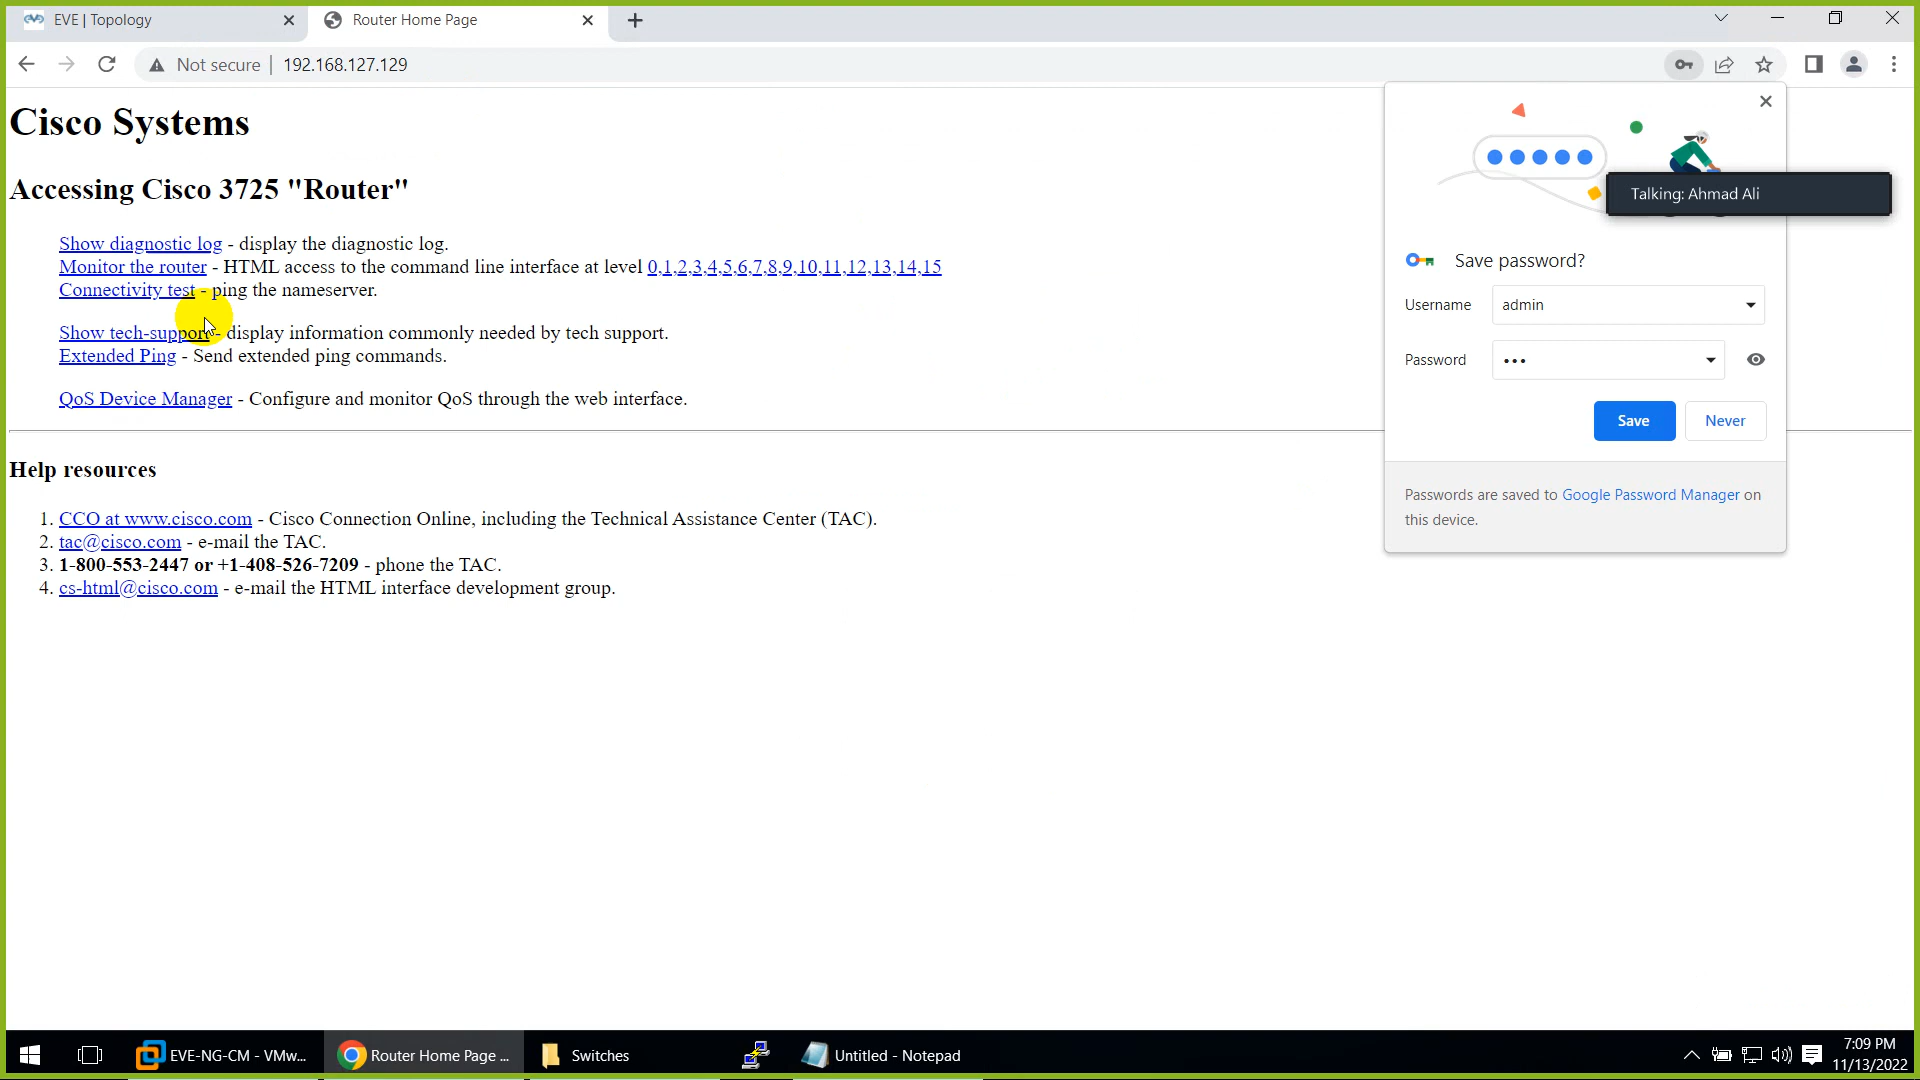 EVE | Topology
Router Home Page
Not secure
192.168.127.129
Cisco Systems
Accessing Cisco 3725 "Router"
Show diagnostic log - display the diagnostic log.
Monitor the router - HTML access to the command line interface at level 0,1,2,3,4,5,6,7,8,9,10,11,12,13,14,15
Connectivity test - ping the nameserver.
Show tech-support - display information commonly needed by tech support.
Extended Ping - Send extended ping commands.
QoS Device Manager - Configure and monitor QoS through the web interface.
Help resources
1. CCO at www.cisco.com - Cisco Connection Online, including the Technical Assistance Center (TAC).
2. tac@cisco.com - e-mail the TAC.
3. 1-800-553-2447 or +1-408-526-7209 - phone the TAC.
4. cs-html@cisco.com - e-mail the HTML interface development group.
Talking: Ahmad Ali
Save password?
Username admin
Password •••
Save Never
Passwords are saved to Google Password Manager on
this device.
EVE-NG-CM - VMw...
Router Home Page ...
Switches
Untitled - Notepad
7:09 PM
11/13/2022